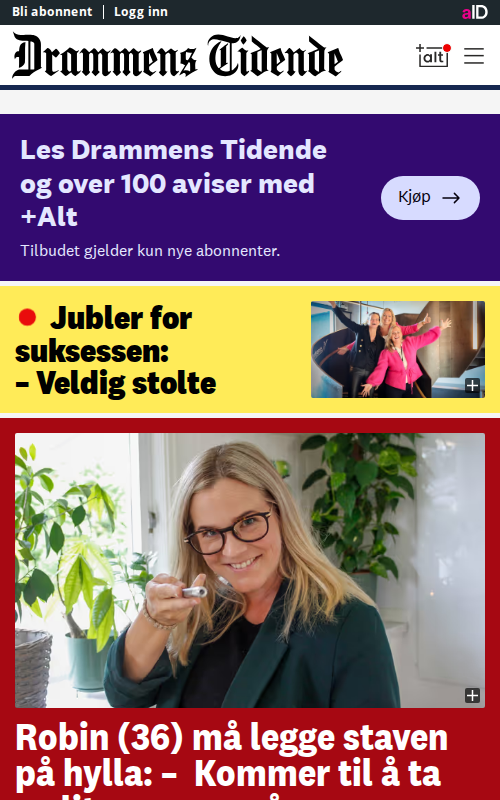 Bli abonnent | Logg inn
aID
Drammens Tidende
+alt
Les Drammens Tidende
og over 100 aviser med
+Alt
Kjøp →
Tilbudet gjelder kun nye abonnenter.
Jubler for
suksessen:
– Veldig stolte
Robin (36) må legge staven
på hylla: – Kommer til å ta